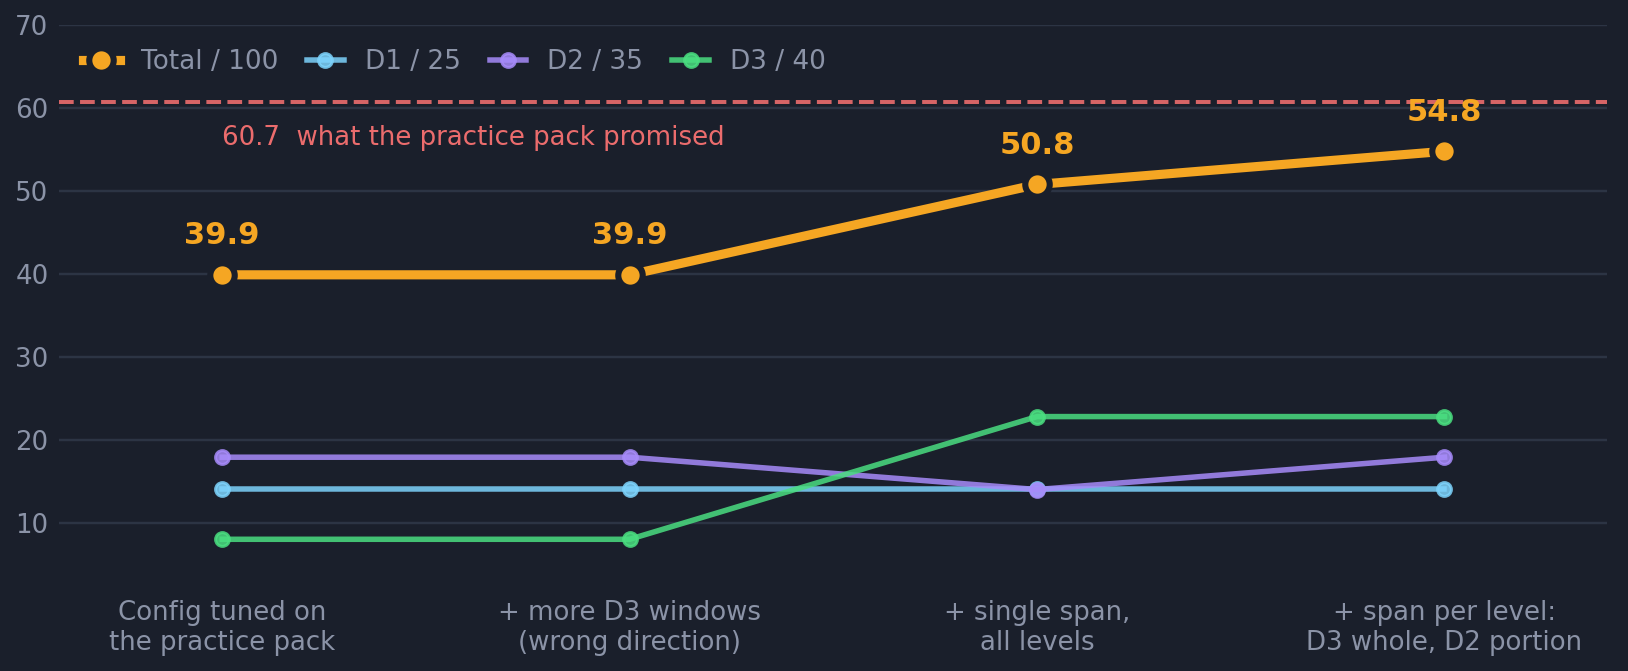 70
Total / 100 D1 / 25 D2 / 35 D3 / 40
60
54.8
60.7 what the practice pack promised
50.8
50
39.9 39.9
40
30
20
10
Config tuned on
the practice pack
+ more D3 windows
(wrong direction)
+ single span,
all levels
+ span per level:
D3 whole, D2 portion